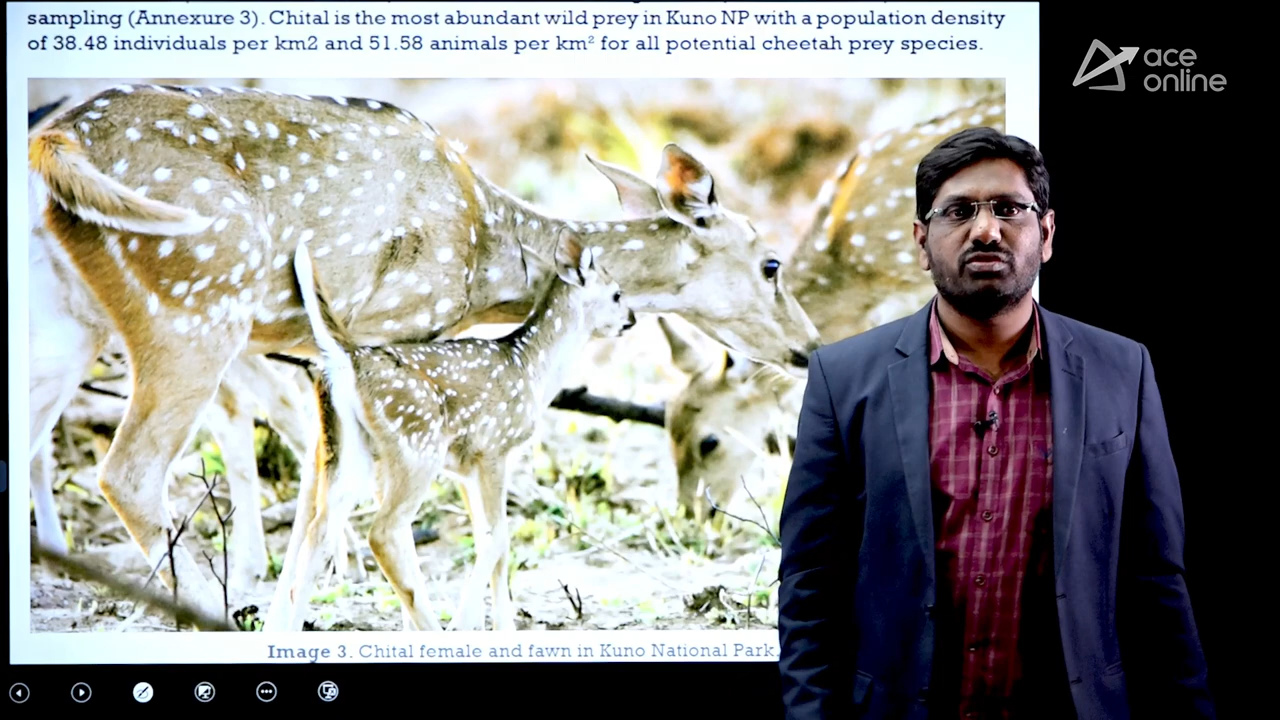 sampling (Annexure 3). Chital is the most abundant wild prey in Kuno NP with a population density
of 38.48 individuals per km2 and 51.58 animals per km² for all potential cheetah prey species.
ace
online
Image 3. Chital female and fawn in Kuno National Park.